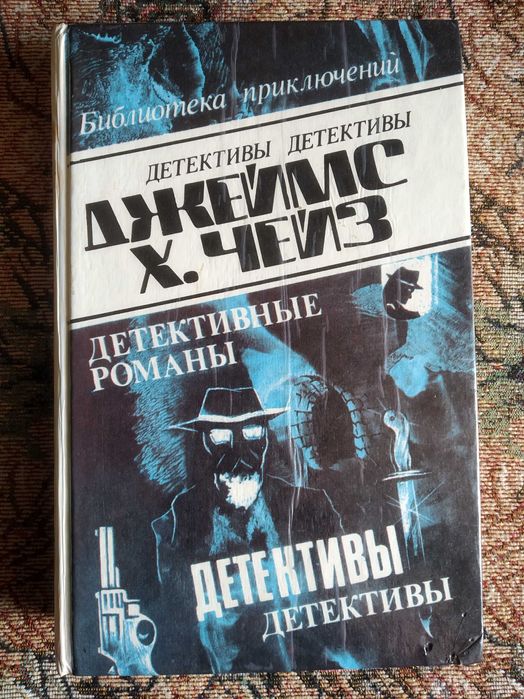 Библиотека приключений
ДЕТЕКТИВЫ ДЕТЕКТИВЫ
ДЖЕЙМС
Х. ЧЕЙЗ
ДЕТЕКТИВНЫЕ
РОМАНЫ
ДЕТЕКТИВЫ
ДЕТЕКТИВЫ